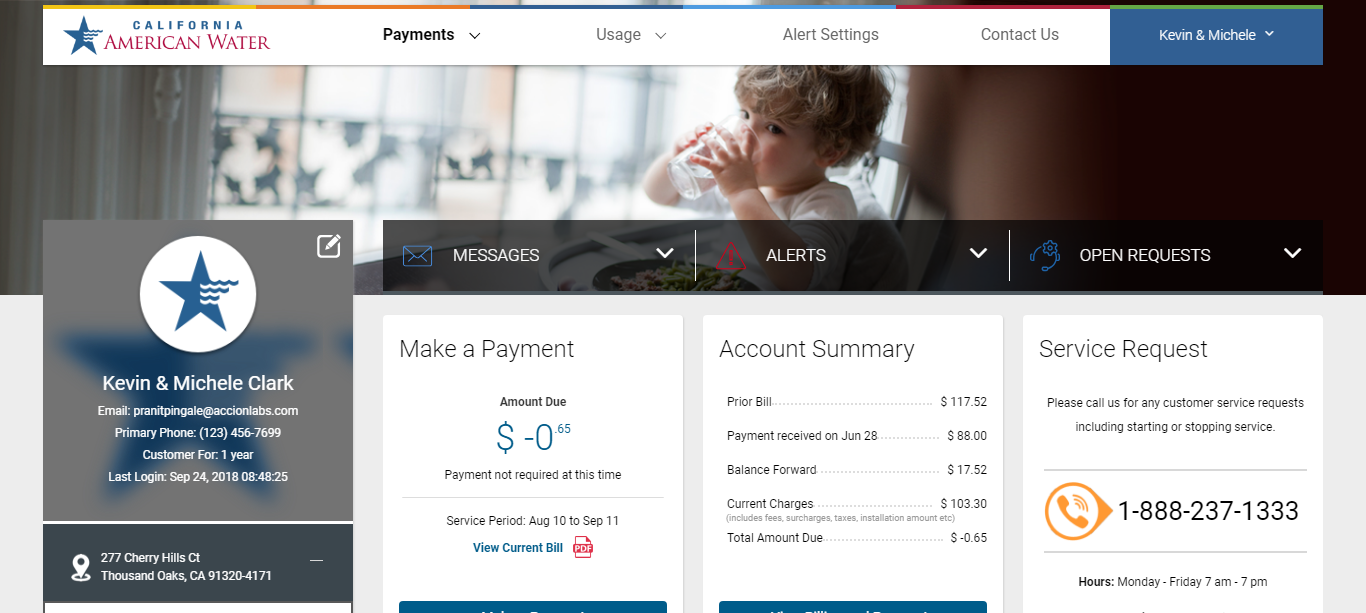 CALIFORNIA
AMERICAN WATER
Payments
Usage
Alert Settings
Contact Us
Kevin & Michele
MESSAGES
ALERTS
OPEN REQUESTS
Kevin & Michele Clark
Email: pranitpingale@accionlabs.com
Primary Phone: (123) 456-7699
Customer For: 1 year
Last Login: Sep 24, 2018 08:48:25
277 Cherry Hills Ct
Thousand Oaks, CA 91320-4171
Make a Payment
Amount Due
$ -0.65
Payment not required at this time
Service Period: Aug 10 to Sep 11
View Current Bill PDF
Account Summary
Prior Bill $ 117.52
Payment received on Jun 28 $ 88.00
Balance Forward $ 17.52
Current Charges $ 103.30
(includes fees, surcharges, taxes, installation amount etc)
Total Amount Due $ -0.65
Service Request
Please call us for any customer service requests
including starting or stopping service.
1-888-237-1333
Hours: Monday - Friday 7 am - 7 pm